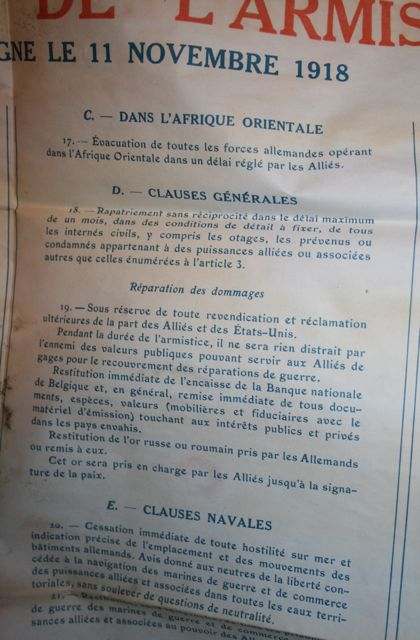 DE L'ARMIS
GNE LE 11 NOVEMBRE 1918
C. — DANS L'AFRIQUE ORIENTALE
17. — Évacuation de toutes les forces allemandes opérant
dans l'Afrique Orientale dans un délai réglé par les Alliés.
D. — CLAUSES GÉNÉRALES
18. — Rapatriement sans réciprocité dans le délai maximum
de un mois, dans des conditions de détail à fixer, de tous
les internés civils, y compris les otages, les prévenus ou
condamnés appartenant à des puissances alliées ou associées
autres que celles énumérées à l'article 3.
Réparation des dommages
19. — Sous réserve de toute revendication et réclamation
ultérieures de la part des Alliés et des États-Unis.
Pendant la durée de l'armistice, il ne sera rien distrait par
l'ennemi des valeurs publiques pouvant servir aux Alliés de
gages pour le recouvrement des réparations de guerre.
Restitution immédiate de l'encaisse de la Banque nationale
de Belgique et, en général, remise immédiate de tous docu-
ments, espèces, valeurs (mobilières et fiduciaires avec le
matériel d'émission) touchant aux intérêts publics et privés
dans les pays envahis.
Restitution de l'or russe ou roumain pris par les Allemands
ou remis à eux.
Cet or sera pris en charge par les Alliés jusqu'à la signa-
ture de la paix.
E. — CLAUSES NAVALES
20. — Cessation immédiate de toute hostilité sur mer et
indication précise de l'emplacement et des mouvements des
bâtiments allemands. Avis donné aux neutres de la liberté con-
cédée à la navigation des marines de guerre et de commerce
des puissances alliées et associées dans toutes les eaux terri-
toriales, sans soulever de questions de neutralité.
21.
de guerre des marines de guerre et de commerce
sances alliées et associées au pouvoir des